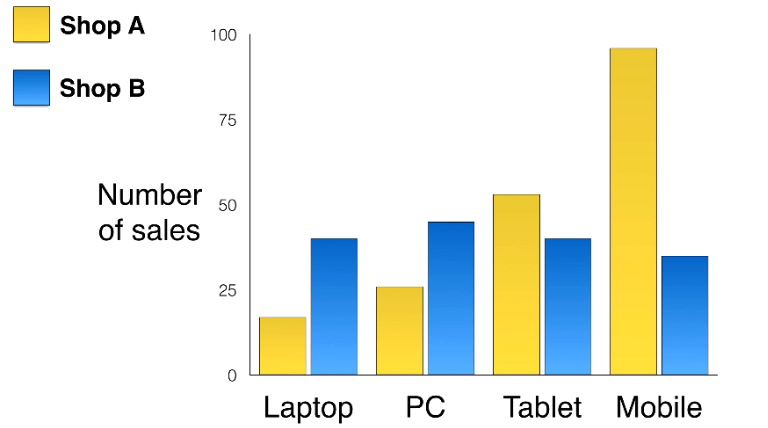 Shop A
Shop B
Number
of sales
100
75
50
25
0
Laptop PC Tablet Mobile